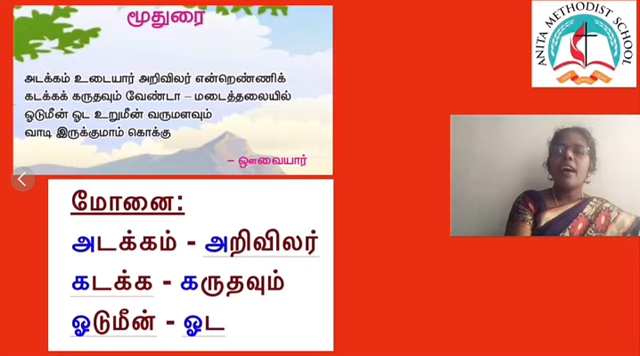 மூதுரை
அடக்கம் உடையார் அறிவிலர் என்றெண்ணிக்
கடக்கக் கருதவும் வேண்டா – மடைத்தலையில்
ஓடுமீன் ஓட உறுமீன் வருமளவும்
வாடி இருக்குமாம் கொக்கு
– ஔவையார்
மோனை:
அடக்கம் - அறிவிலர்
கடக்க - கருதவும்
ஓடுமீன் - ஓட
ANITA METHODIST SCHOOL